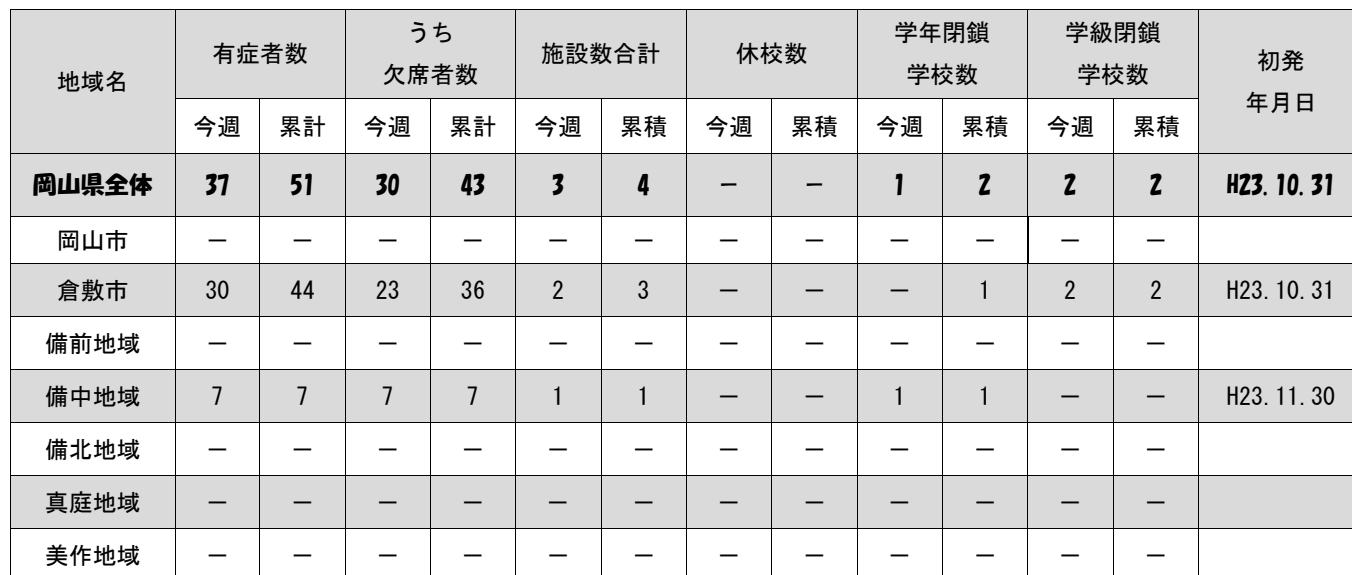 地域名 有症者数 うち欠席者数 施設数合計 休校数 学年閉鎖学校数 学級閉鎖学校数 初発年月日
今週 累計 今週 累計 今週 累積 今週 累積 今週 累積 今週 累積
岡山県全体 37 51 30 43 3 4 － － 1 2 2 2 H23.10.31
岡山市 － － － － － － － － － － － －
倉敷市 30 44 23 36 2 3 － － － 1 2 2 H23.10.31
備前地域 － － － － － － － － － － － －
備中地域 7 7 7 7 1 1 － － 1 1 － － H23.11.30
備北地域 － － － － － － － － － － － －
真庭地域 － － － － － － － － － － － －
美作地域 － － － － － － － － － － － －